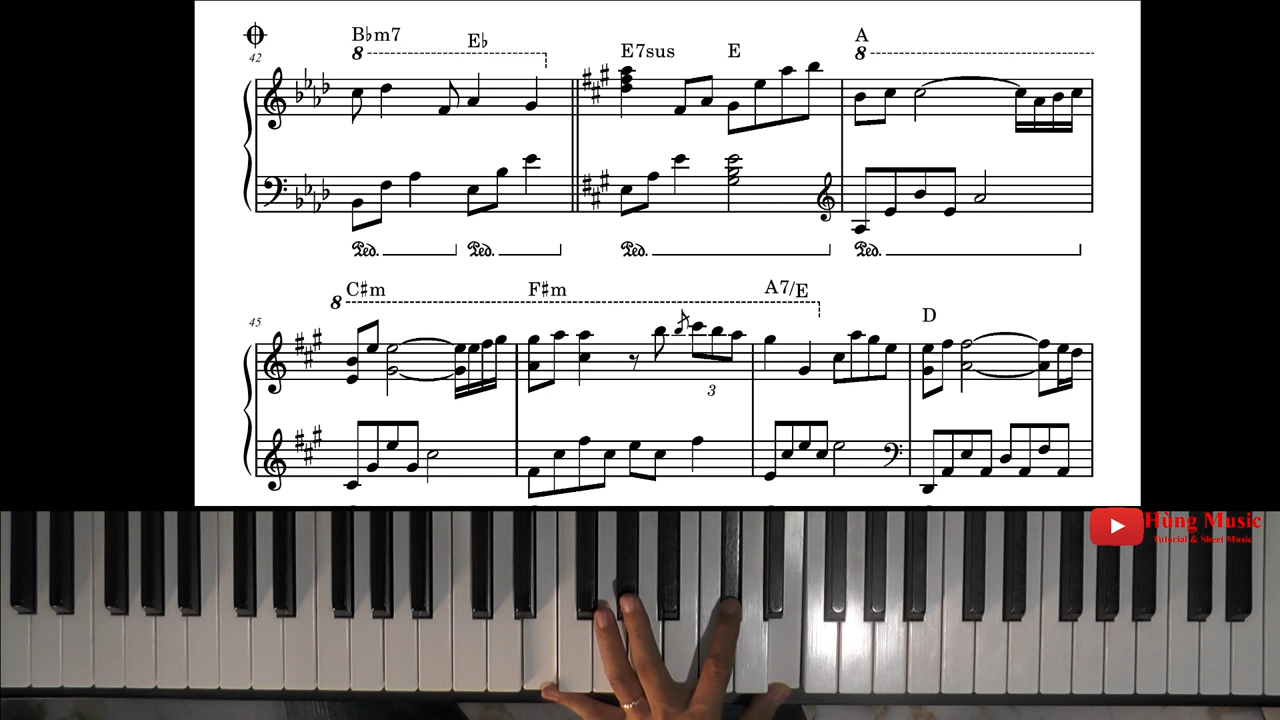 42
B♭m7 E♭ E7sus E A
8 8
Ped. Ped. Ped. Ped.
8 C♯m F♯m A7/E D
45
3
Hùng Music
Tutorial & Sheet Music